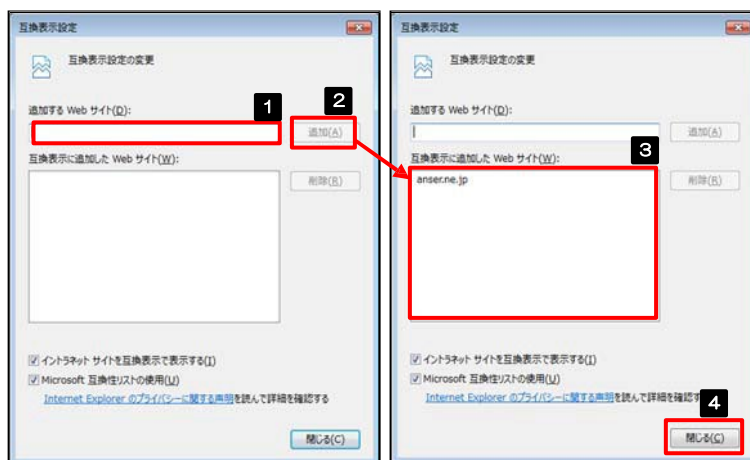 互換表示設定
互換表示設定の変更
追加する Web サイト(D):
1
2
追加(A)
互換表示に追加した Web サイト(W):
削除(R)
イントラネット サイトを互換表示で表示する(I)
Microsoft 互換性リストの使用(U)
Internet Explorer のプライバシーに関する声明を読んで詳細を確認する
閉じる(C)
互換表示設定
互換表示設定の変更
追加する Web サイト(D):
追加(A)
互換表示に追加した Web サイト(W):
3
anser.ne.jp
削除(R)
イントラネット サイトを互換表示で表示する(I)
Microsoft 互換性リストの使用(U)
Internet Explorer のプライバシーに関する声明を読んで詳細を確認す
4
閉じる(C)